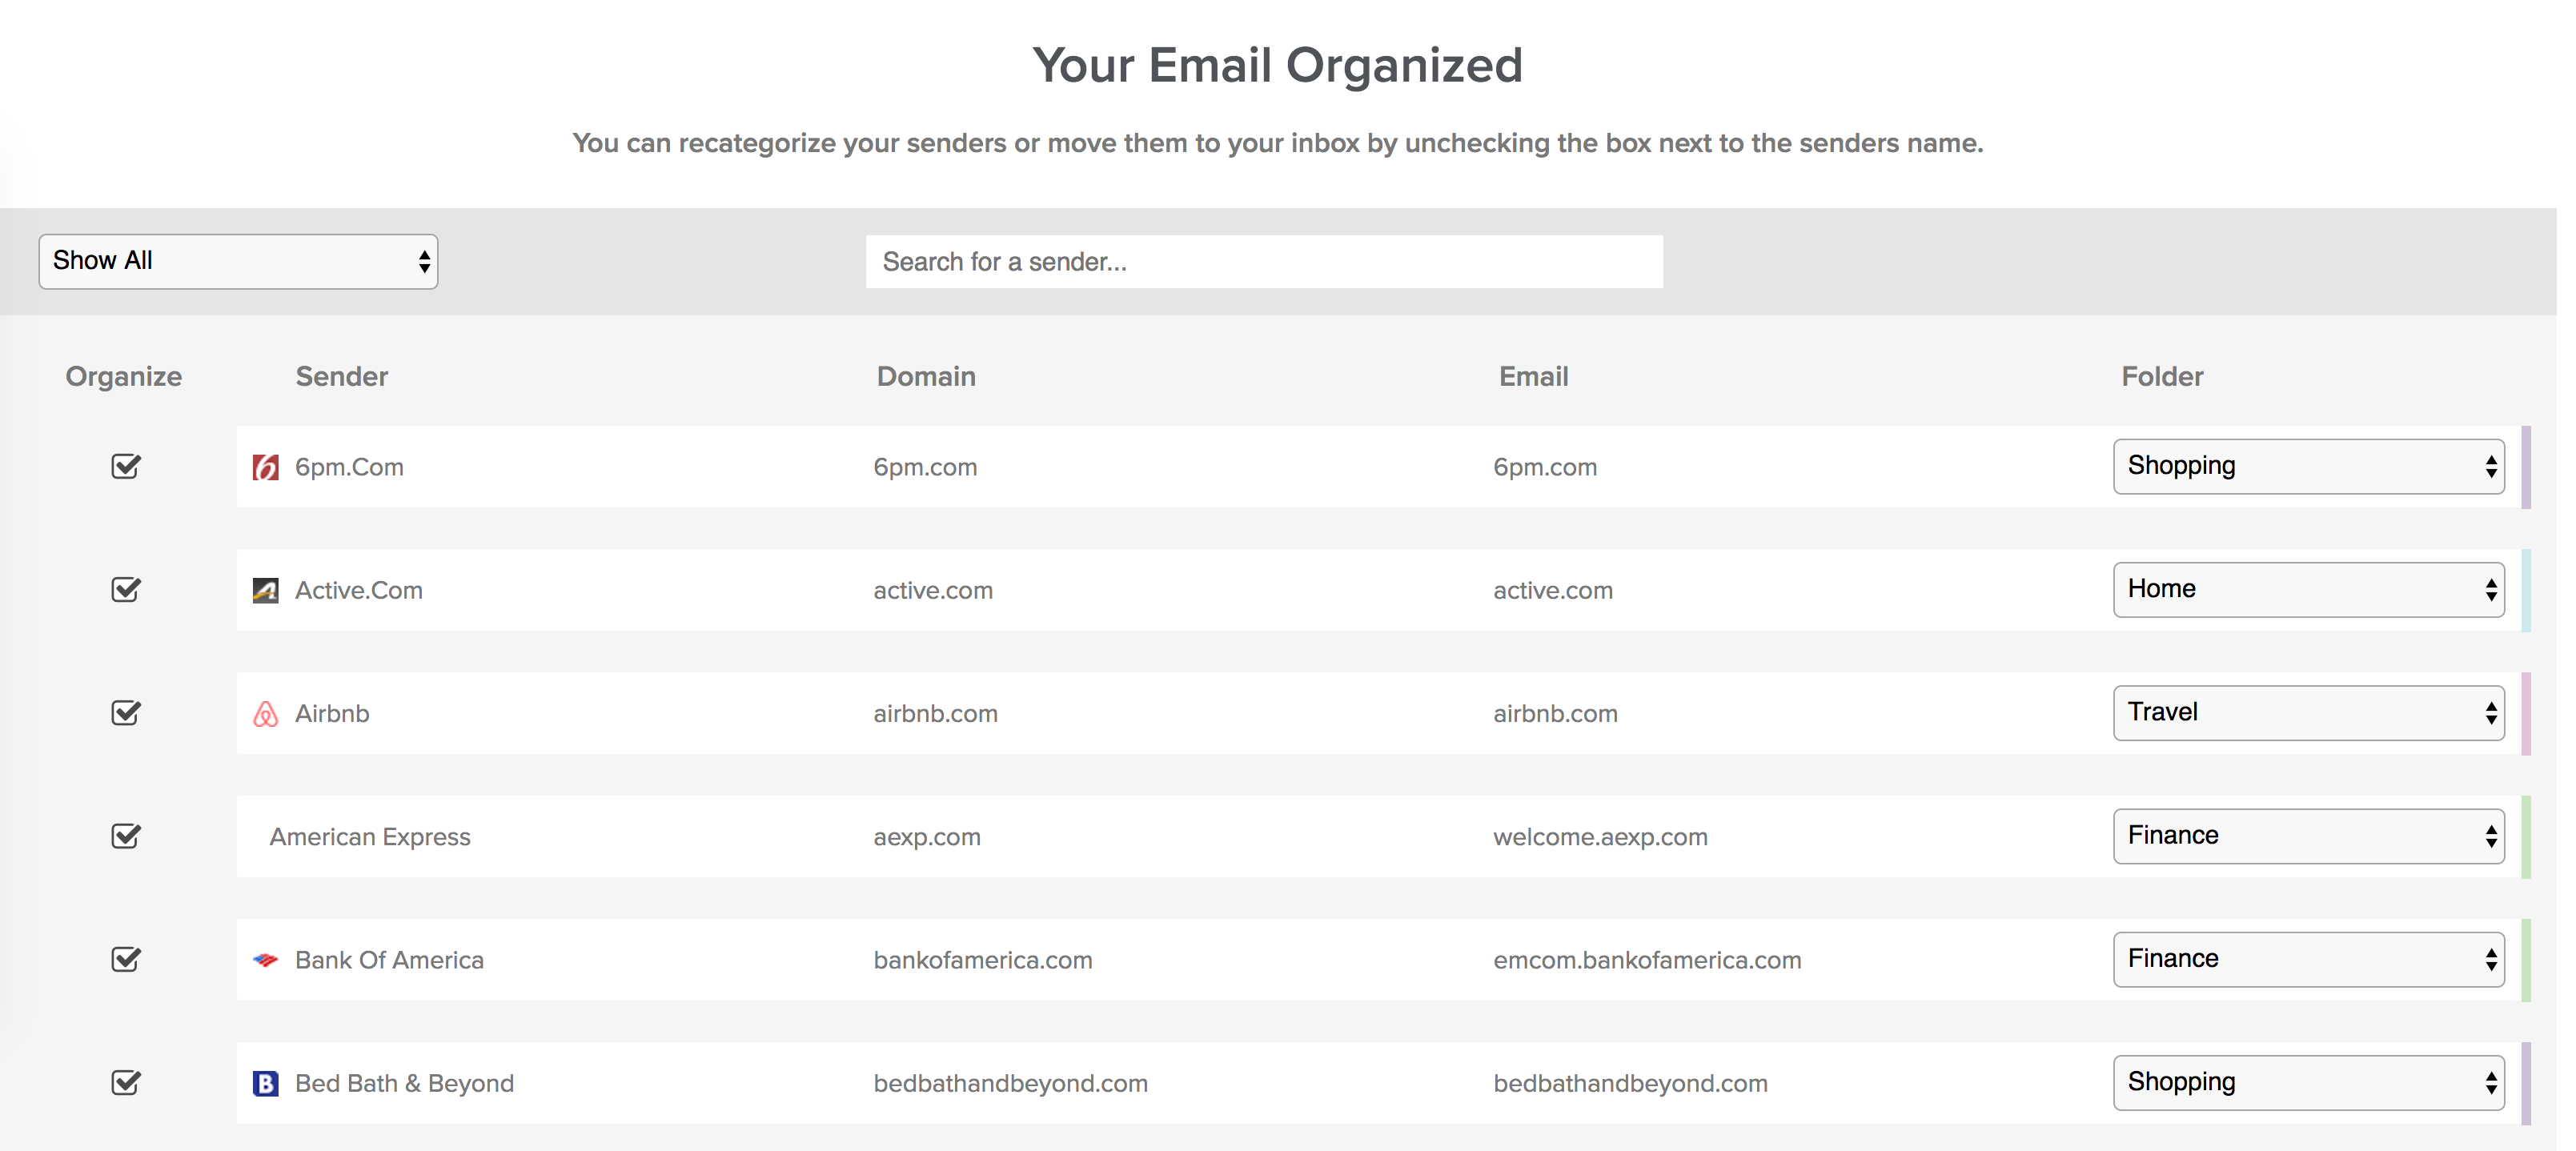 Your Email Organized
You can recategorize your senders or move them to your inbox by unchecking the box next to the senders name.
Show All
Search for a sender...
Organize Sender Domain Email Folder
6 6pm.Com 6pm.com 6pm.com Shopping
A Active.Com active.com active.com Home
Airbnb airbnb.com airbnb.com Travel
American Express aexp.com welcome.aexp.com Finance
Bank Of America bankofamerica.com emcom.bankofamerica.com Finance
B Bed Bath & Beyond bedbathandbeyond.com bedbathandbeyond.com Shopping